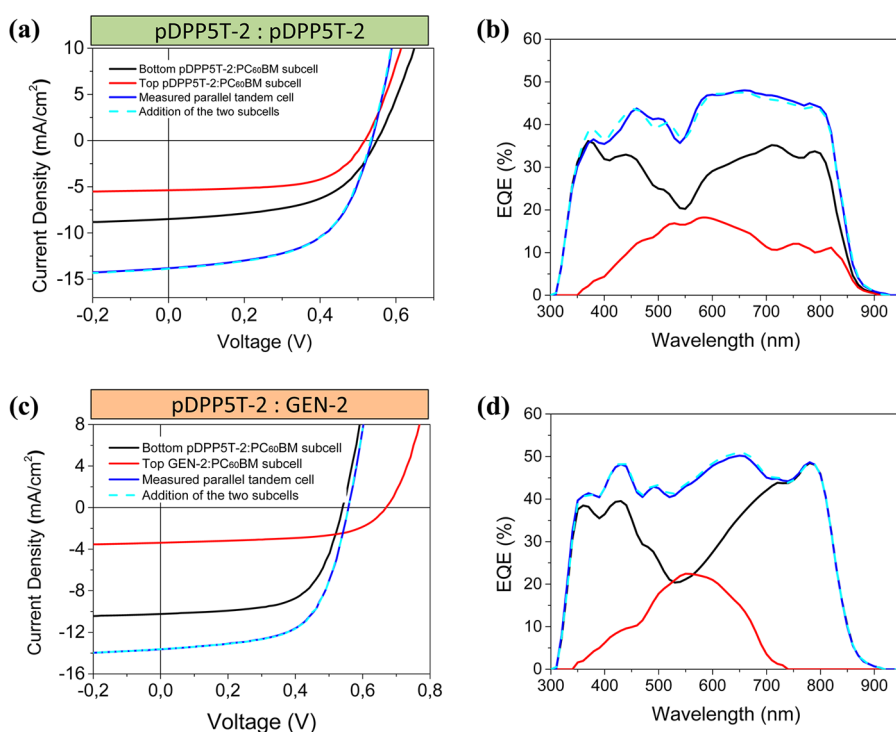 (a)
pDPP5T-2 : pDPP5T-2
Bottom pDPP5T-2:PC₆₀BM subcell
Top pDPP5T-2:PC₆₀BM subcell
Measured parallel tandem cell
Addition of the two subcells
Current Density (mA/cm²)
10
5
0
-5
-10
-15
-0,2 0,0 0,2 0,4 0,6
Voltage (V)
(b)
EQE (%)
60
50
40
30
20
10
0
300 400 500 600 700 800 900
Wavelength (nm)
(c)
pDPP5T-2 : GEN-2
Bottom pDPP5T-2:PC₆₀BM subcell
Top GEN-2:PC₆₀BM subcell
Measured parallel tandem cell
Addition of the two subcells
Current Density (mA/cm²)
8
4
0
-4
-8
-12
-16
-0,2 0,0 0,2 0,4 0,6 0,8
Voltage (V)
(d)
EQE (%)
60
50
40
30
20
10
0
300 400 500 600 700 800 900
Wavelength (nm)